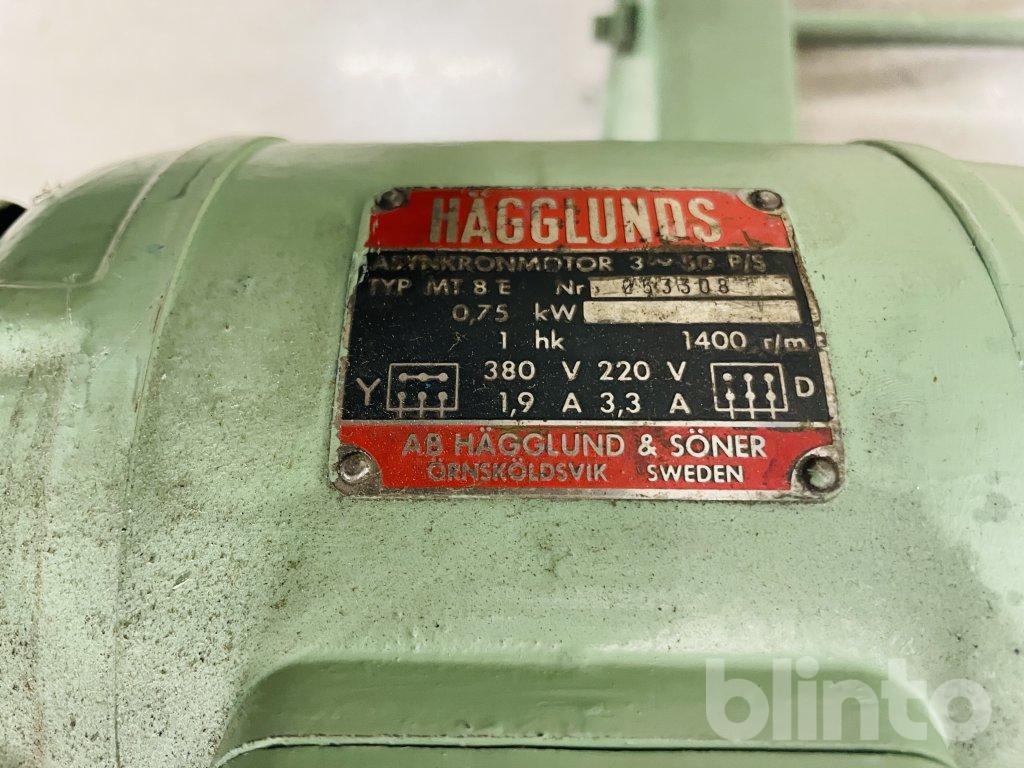 HÄGGLUNDS
ASYNKRONMOTOR 3 ~ 50 P/S
TYP MT 8 E Nr 053308
0,75 kW
1 hk 1400 r/m
Y 380 V 220 V D
1,9 A 3,3 A
AB HÄGGLUND & SÖNER
ÖRNSKÖLDSVIK SWEDEN
blinto